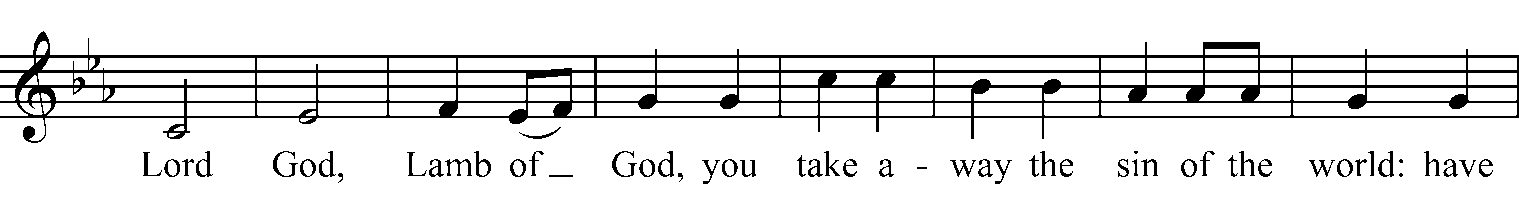 Lord God, Lamb of _ God, you take a - way the sin of the world: have